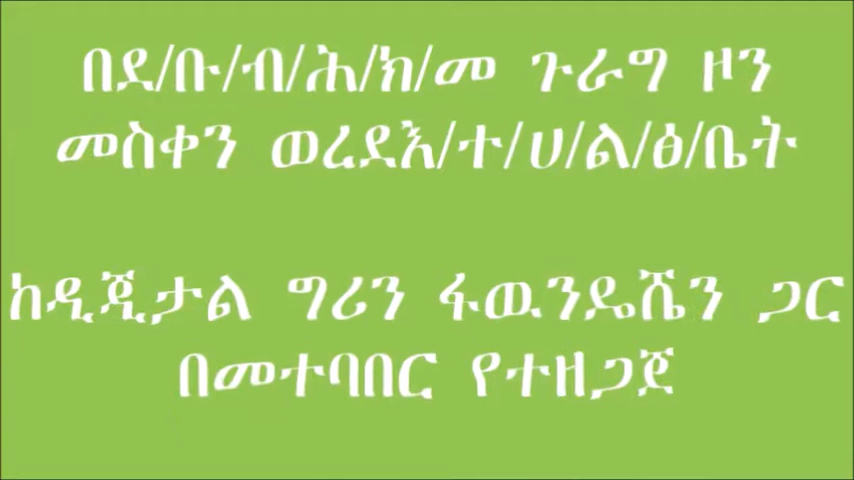 በደ/ቡ/ብ/ሕ/ክ/መ ጉራግ ዞን
መስቀን ወረደእ/ተ/ሀ/ል/ፅ/ቤት
ከዲጂታል ግሪን ፋዉንዴሼን ጋር
በመተባበር የተዘጋጀ